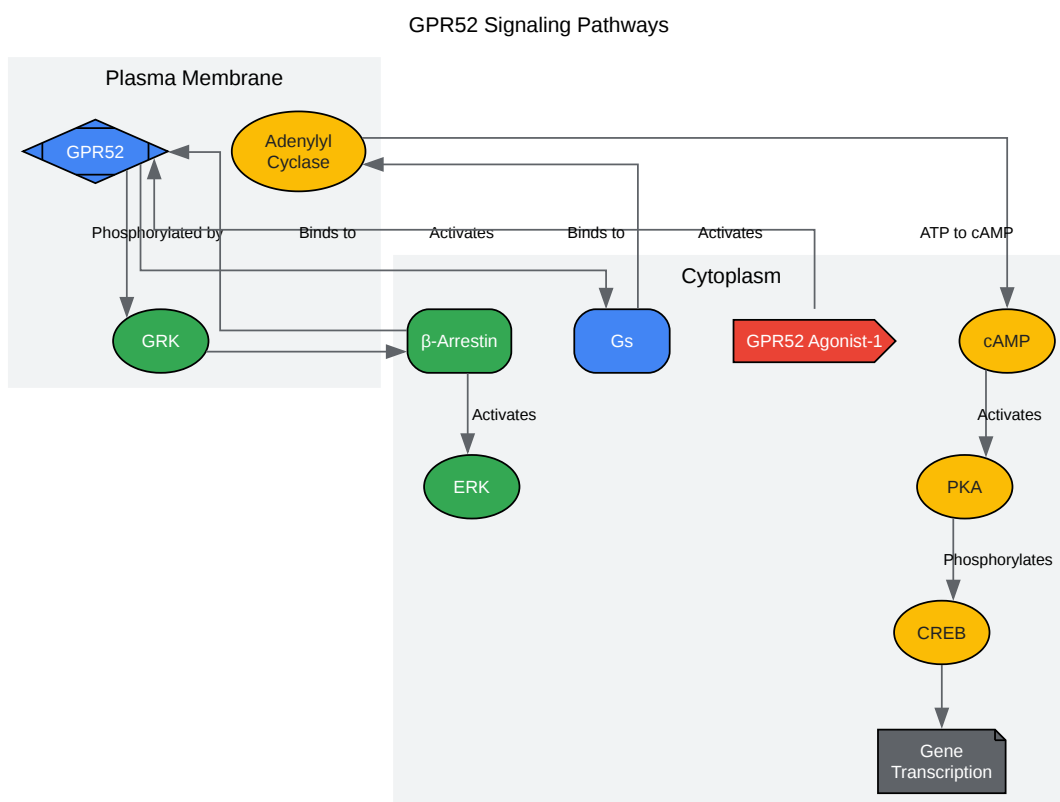 GPR52 Signaling Pathways
Plasma Membrane
GPR52
Adenylyl
Cyclase
Phosphorylated by
Binds to
Activates
Binds to
Activates
ATP to cAMP
Cytoplasm
GRK
β-Arrestin
Gs
GPR52 Agonist-1
cAMP
Activates
Activates
ERK
PKA
Phosphorylates
CREB
Gene
Transcription